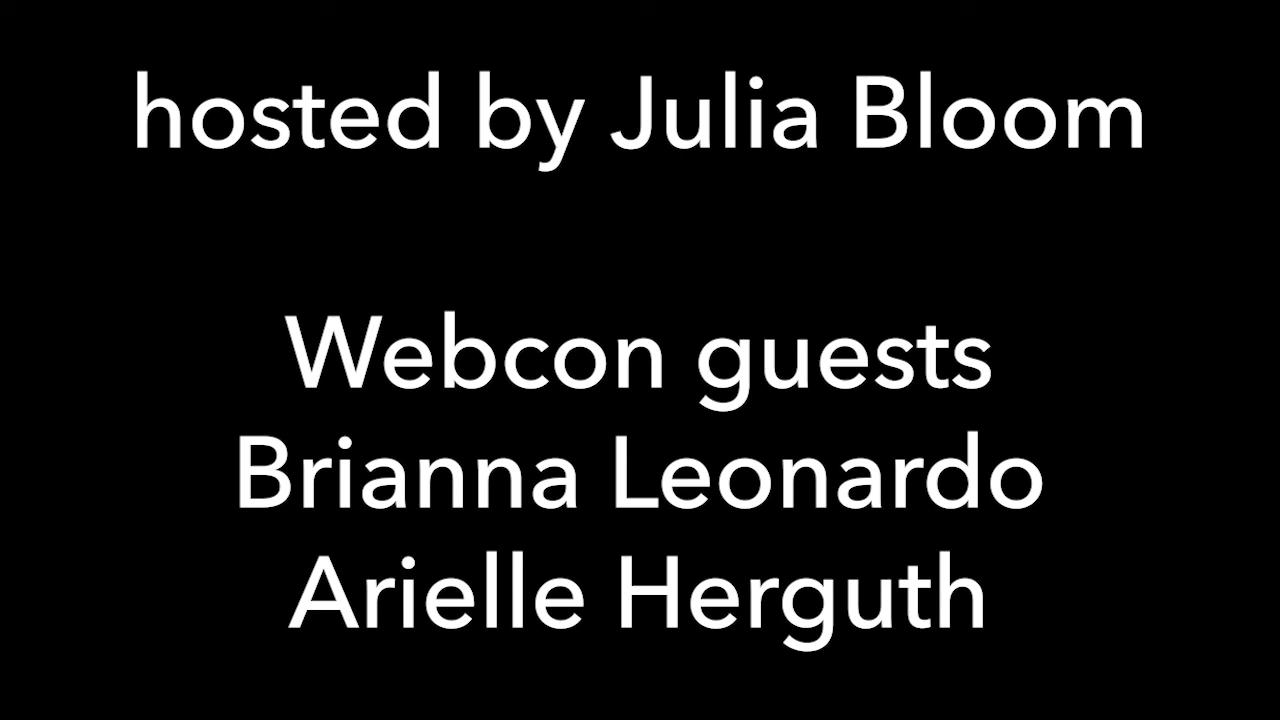 hosted by Julia Bloom
Webcon guests
Brianna Leonardo
Arielle Herguth